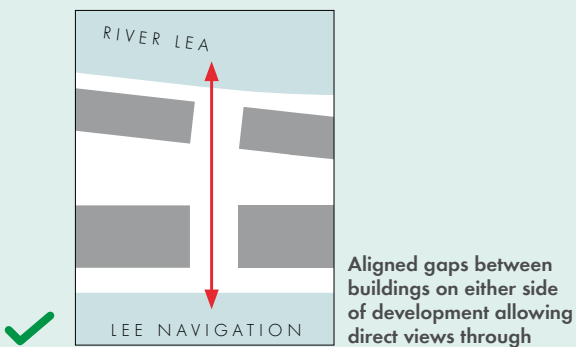 RIVER LEA
Aligned gaps between
buildings on either side
of development allowing
direct views through
LEE NAVIGATION